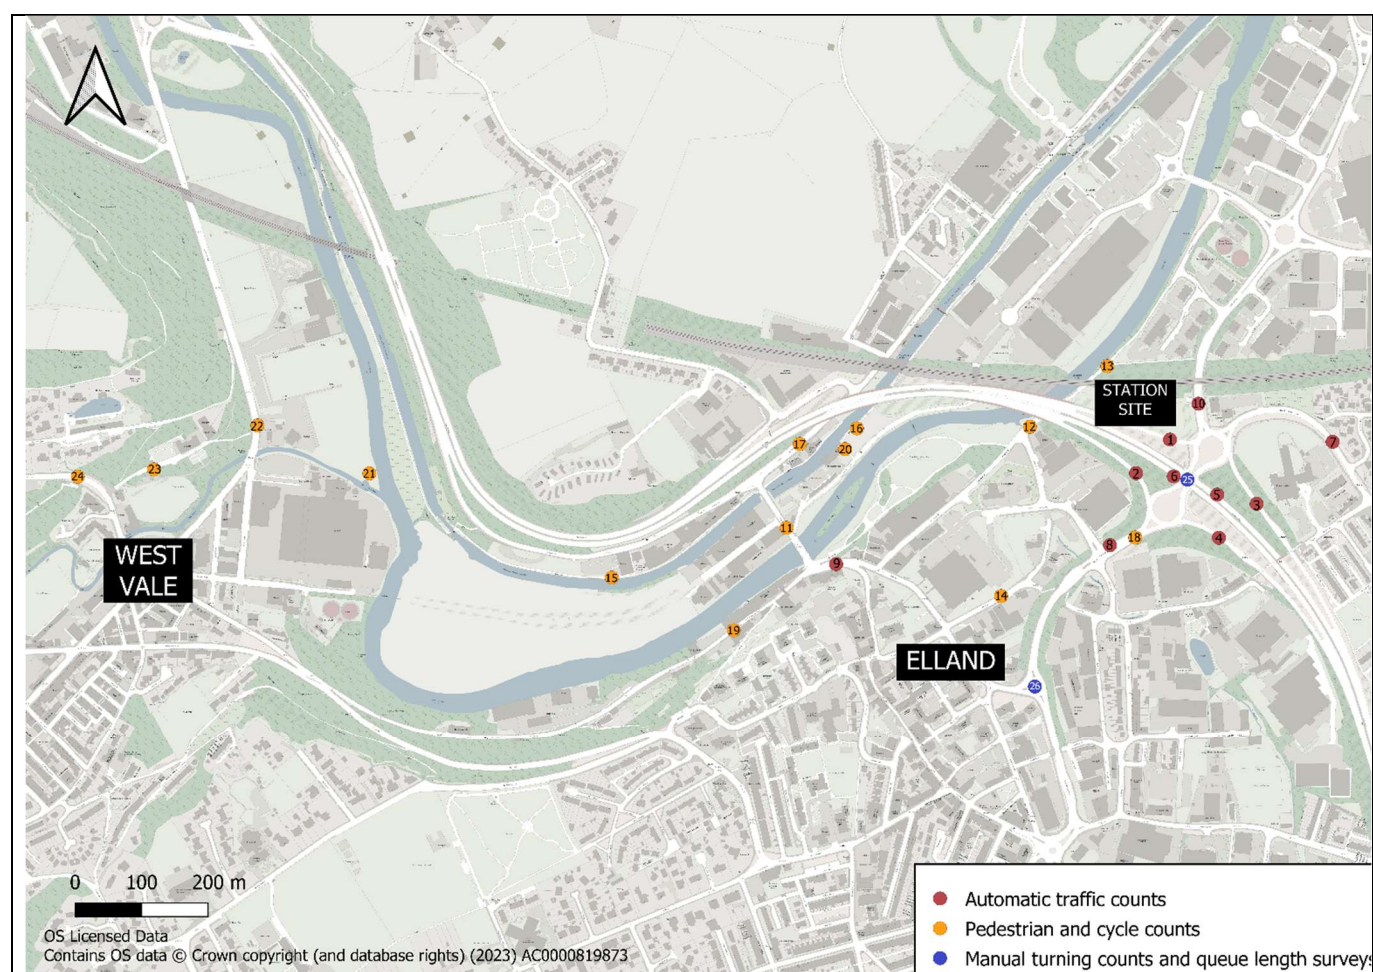 13
STATION
SITE
10
22
16
12
1
7
17
20
23
24
21
2
6
25
5
3
11
4
18
8
WEST
VALE
9
15
14
19
ELLAND
26
0 100 200 m
Automatic traffic counts
Pedestrian and cycle counts
Manual turning counts and queue length surveys
OS Licensed Data
Contains OS data © Crown copyright (and database rights) (2023) AC0000819873